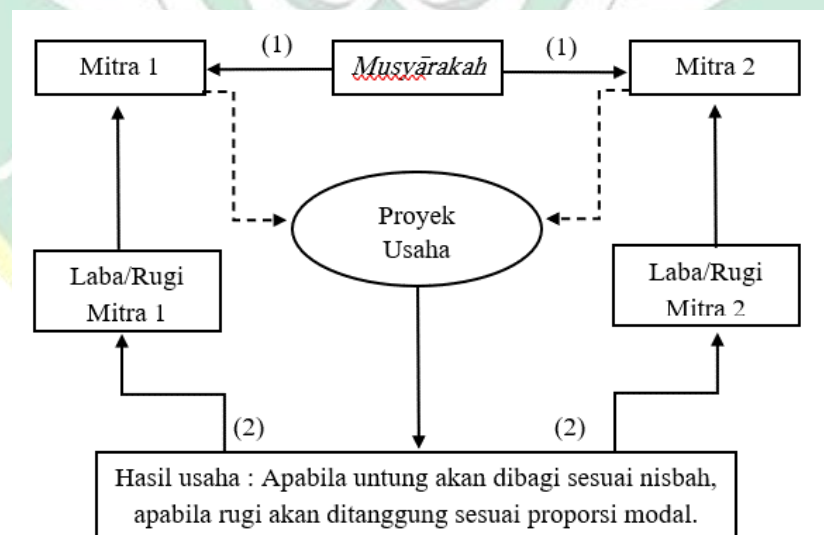 (1)
(1)
Mitra 1
Musyārakah
Mitra 2
Proyek
Usaha
Laba/Rugi
Mitra 1
Laba/Rugi
Mitra 2
(2)
(2)
Hasil usaha : Apabila untung akan dibagi sesuai nisbah,
apabila rugi akan ditanggung sesuai proporsi modal.